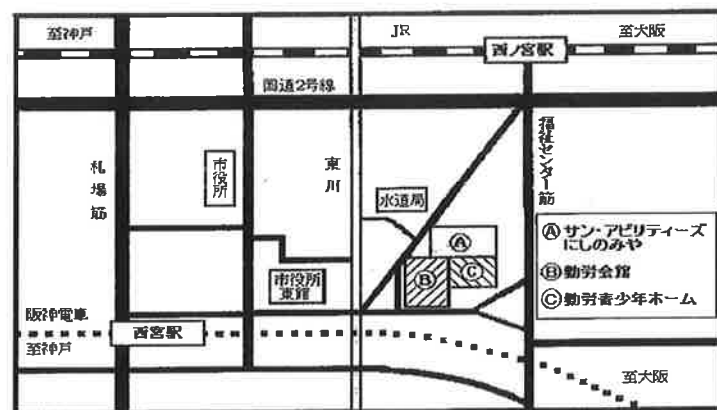 至神戸
JR
至大阪
西ノ宮駅
国道2号線
札場筋
市役所
東川
福祉センター筋
水道局
Ⓐ
Ⓑ
Ⓒ
市役所
東館
Ⓐサン・アビリティーズ
にしのみや
Ⓑ勤労会館
Ⓒ勤労青少年ホーム
阪神電車
西宮駅
至神戸
至大阪